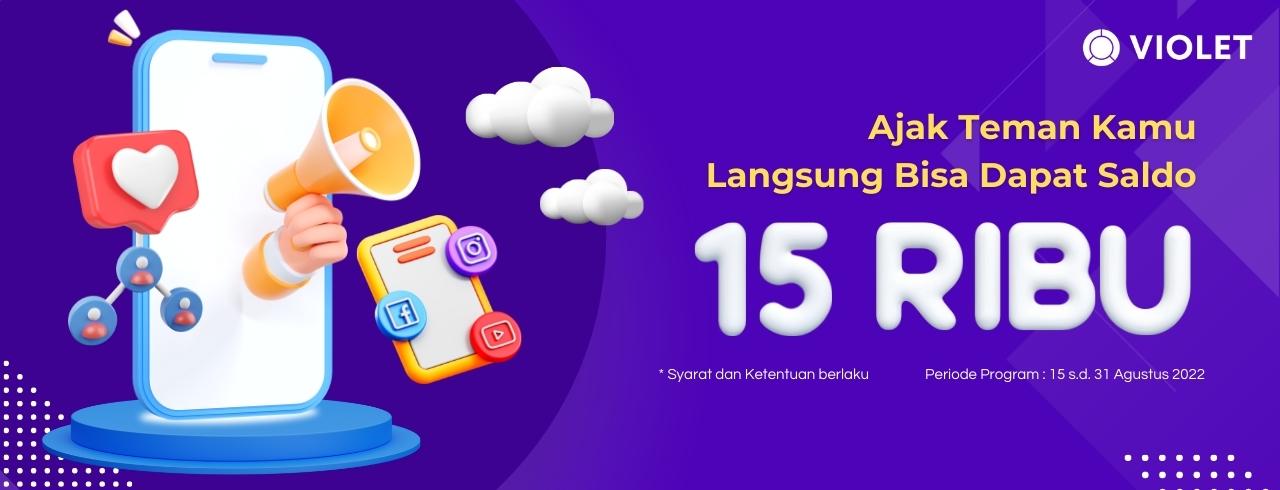 VIOLET
Ajak Teman Kamu
Langsung Bisa Dapat Saldo
15 RIBU
* Syarat dan Ketentuan berlaku
Periode Program : 15 s.d. 31 Agustus 2022